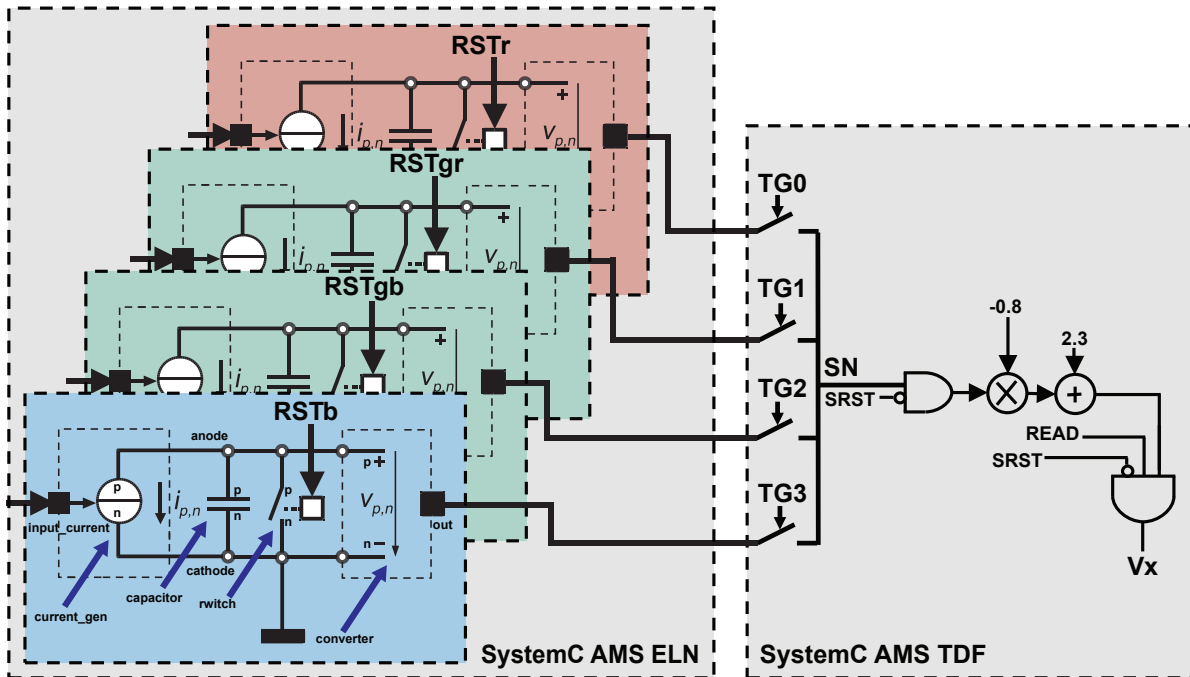 RSTr
+
i p,n
v p,n
RSTgr
+
i p,n
v p,n
RSTgb
+
i p,n
v p,n
RSTb
anode
p
n
i p,n
p
n
p
n
p +
v p,n
n −
input_current
out
cathode
capacitor
rwitch
current_gen
converter
SystemC AMS ELN
TG0
TG1
TG2
TG3
SN
SRST
-0.8
×
2.3
+
READ
SRST
Vx
SystemC AMS TDF